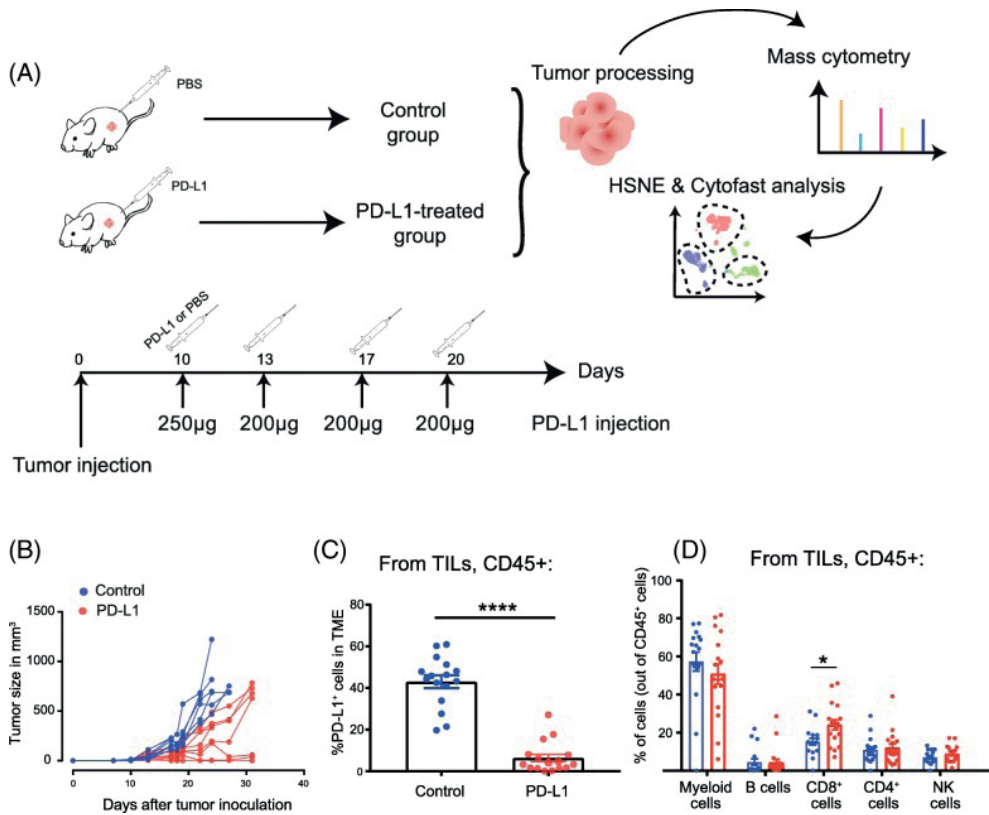 (A)
PBS
Control
group
PD-L1
PD-L1-treated
group
Tumor processing
Mass cytometry
HSNE & Cytofast analysis
PD-L1 or PBS
0
10
13
17
20
Days
250µg
200µg
200µg
200µg
PD-L1 injection
Tumor injection
(B)
Control
PD-L1
Tumor size in mm³
1500
1000
500
0
0
10
20
30
40
Days after tumor inoculation
(C)
From TILs, CD45+:
%PD-L1⁺ cells in TME
80
60
40
20
0
****
Control
PD-L1
(D)
From TILs, CD45+:
% of cells (out of CD45⁺ cells)
100
80
60
40
20
0
*
Myeloid
cells
B cells
CD8⁺
cells
CD4⁺
cells
NK
cells